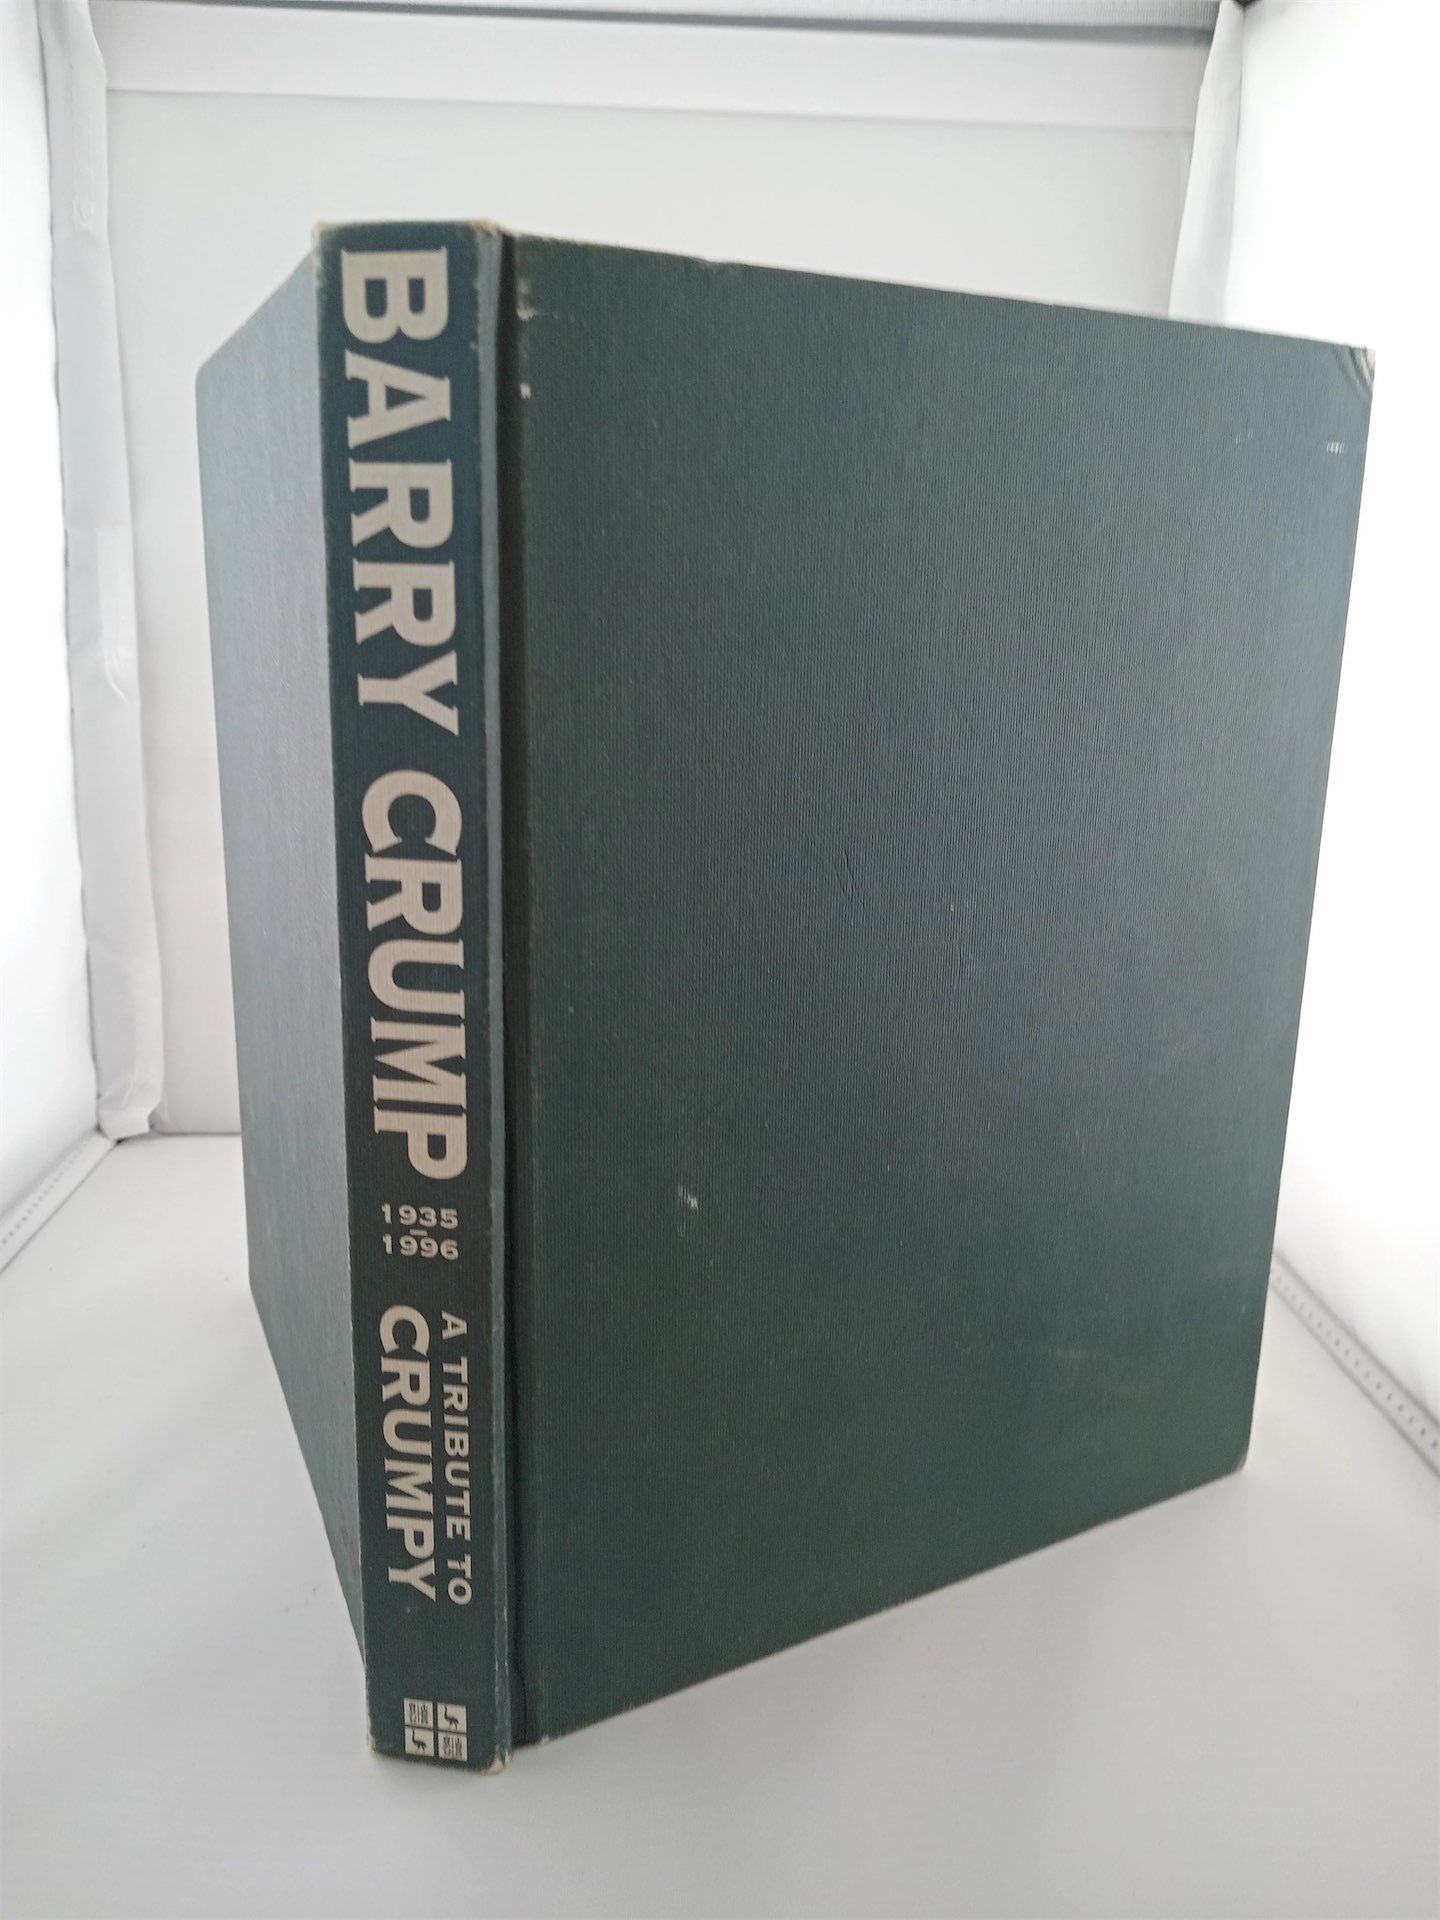 BARRY CRUMP
1935
–
1996
A TRIBUTE TO
CRUMPY